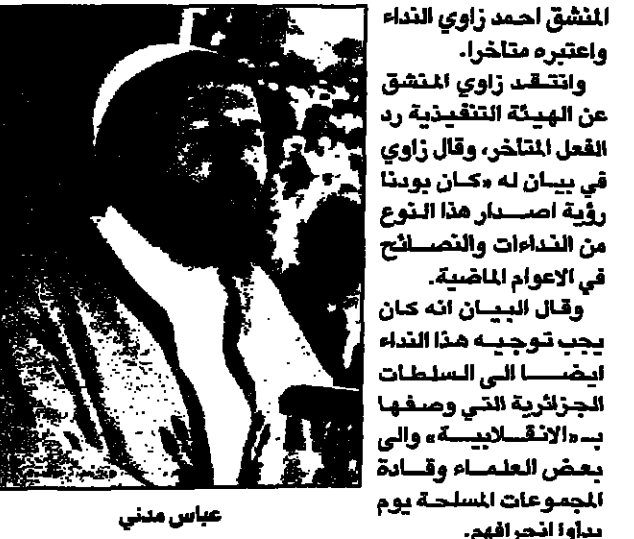 المنشق احمد زاوي النداء
واعتبره متاخرا.
وانتقد زاوي المنشق
عن الهيئة التنفيذية رد
الفعل المتأخر، وقال زاوي
في بيان له «كان بودنا
رؤية اصدار هذا النوع
من النداءات والنصائح
في الاعوام الماضية.
وقال البيان انه كان
يجب توجيه هذا النداء
ايضا الى السلطات
الجزائرية التي وصفها
بـ«الانقلابية» والى
بعض العلماء وقادة
المجموعات المسلحة يوم
بدأوا انحرافهم.
عباس مدني